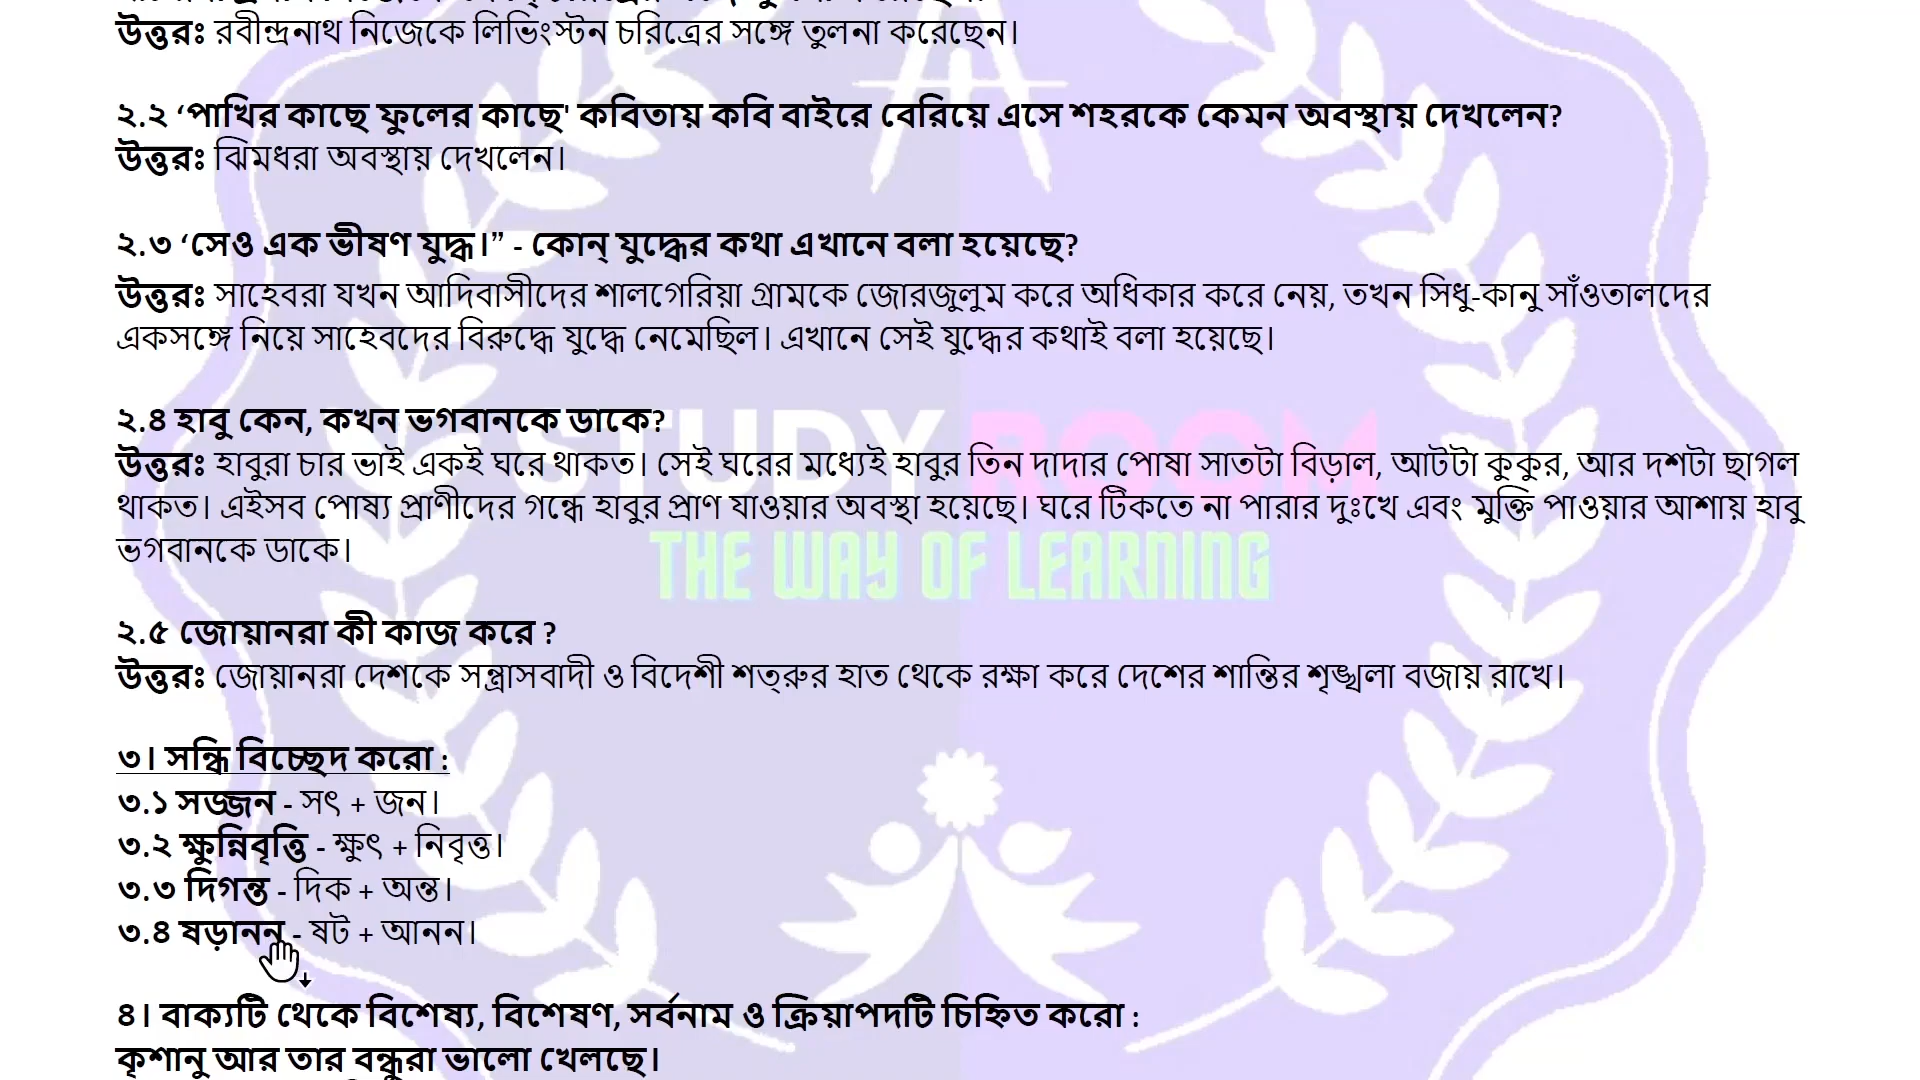 উত্তরঃ রবীন্দ্রনাথ নিজেকে লিভিংস্টন চরিত্রের সঙ্গে তুলনা করেছেন।
২.২ ‘পাখির কাছে ফুলের কাছে' কবিতায় কবি বাইরে বেরিয়ে এসে শহরকে কেমন অবস্থায় দেখলেন?
উত্তরঃ ঝিমধরা অবস্থায় দেখলেন।
২.৩ ‘সেও এক ভীষণ যুদ্ধ।” - কোন্ যুদ্ধের কথা এখানে বলা হয়েছে?
উত্তরঃ সাহেবরা যখন আদিবাসীদের শালগেরিয়া গ্রামকে জোরজুলুম করে অধিকার করে নেয়, তখন সিধু-কানু সাঁওতালদের
একসঙ্গে নিয়ে সাহেবদের বিরুদ্ধে যুদ্ধে নেমেছিল। এখানে সেই যুদ্ধের কথাই বলা হয়েছে।
২.৪ হাবু কেন, কখন ভগবানকে ডাকে?
STUDY ROOM
উত্তরঃ হাবুরা চার ভাই একই ঘরে থাকত। সেই ঘরের মধ্যেই হাবুর তিন দাদার পোষা সাতটা বিড়াল, আটটা কুকুর, আর দশটা ছাগল
থাকত। এইসব পোষ্য প্রাণীদের গন্ধে হাবুর প্রাণ যাওয়ার অবস্থা হয়েছে। ঘরে টিকতে না পারার দুঃখে এবং মুক্তি পাওয়ার আশায় হাবু
ভগবানকে ডাকে।
THE WAY OF LEARNING
২.৫ জোয়ানরা কী কাজ করে ?
উত্তরঃ জোয়ানরা দেশকে সন্ত্রাসবাদী ও বিদেশী শত্রুর হাত থেকে রক্ষা করে দেশের শান্তির শৃঙ্খলা বজায় রাখে।
৩। সন্ধি বিচ্ছেদ করো :
৩.১ সজ্জন - সৎ + জন।
৩.২ ক্ষুন্নিবৃত্তি - ক্ষুৎ + নিবৃত্ত।
৩.৩ দিগন্ত - দিক + অন্ত।
৩.৪ ষড়ানন - ষট + আনন।
৪। বাক্যটি থেকে বিশেষ্য, বিশেষণ, সর্বনাম ও ক্রিয়াপদটি চিহ্নিত করো :
কৃশানু আর তার বন্ধুরা ভালো খেলছে।